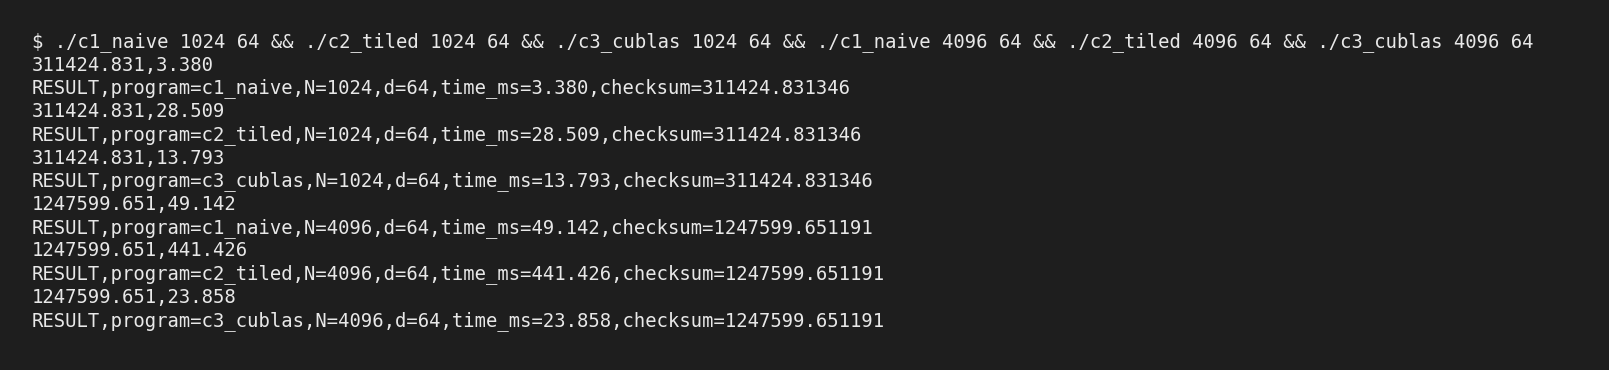 $ ./c1_naive 1024 64 && ./c2_tiled 1024 64 && ./c3_cublas 1024 64 && ./c1_naive 4096 64 && ./c2_tiled 4096 64 && ./c3_cublas 4096 64
311424.831,3.380
RESULT,program=c1_naive,N=1024,d=64,time_ms=3.380,checksum=311424.831346
311424.831,28.509
RESULT,program=c2_tiled,N=1024,d=64,time_ms=28.509,checksum=311424.831346
311424.831,13.793
RESULT,program=c3_cublas,N=1024,d=64,time_ms=13.793,checksum=311424.831346
1247599.651,49.142
RESULT,program=c1_naive,N=4096,d=64,time_ms=49.142,checksum=1247599.651191
1247599.651,441.426
RESULT,program=c2_tiled,N=4096,d=64,time_ms=441.426,checksum=1247599.651191
1247599.651,23.858
RESULT,program=c3_cublas,N=4096,d=64,time_ms=23.858,checksum=1247599.651191